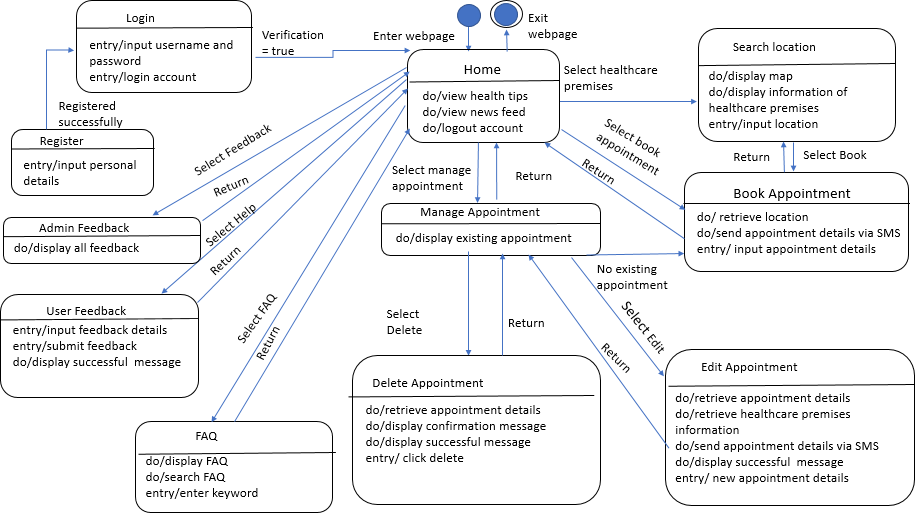 Login
entry/input username and
password
entry/login account
Verification
= true
Enter webpage
Exit
webpage
Home
do/view health tips
do/view news feed
do/logout account
Select healthcare
premises
Search location
do/display map
do/display information of
healthcare premises
entry/input location
Registered
successfully
Register
entry/input personal
details
Select Feedback
Return
Select Help
Return
Select FAQ
Return
Select manage
appointment
Return
Select book
appointment
Return
Return
Select Book
Book Appointment
do/ retrieve location
do/send appointment details via SMS
entry/ input appointment details
Admin Feedback
do/display all feedback
Manage Appointment
do/display existing appointment
No existing
appointment
User Feedback
entry/input feedback details
entry/submit feedback
do/display successful  message
Select
Delete
Return
Select Edit
Return
Delete Appointment
do/retrieve appointment details
do/display confirmation message
do/display successful message
entry/ click delete
Edit Appointment
do/retrieve appointment details
do/retrieve healthcare premises
information
do/send appointment details via SMS
do/display successful  message
entry/ new appointment details
FAQ
do/display FAQ
do/search FAQ
entry/enter keyword